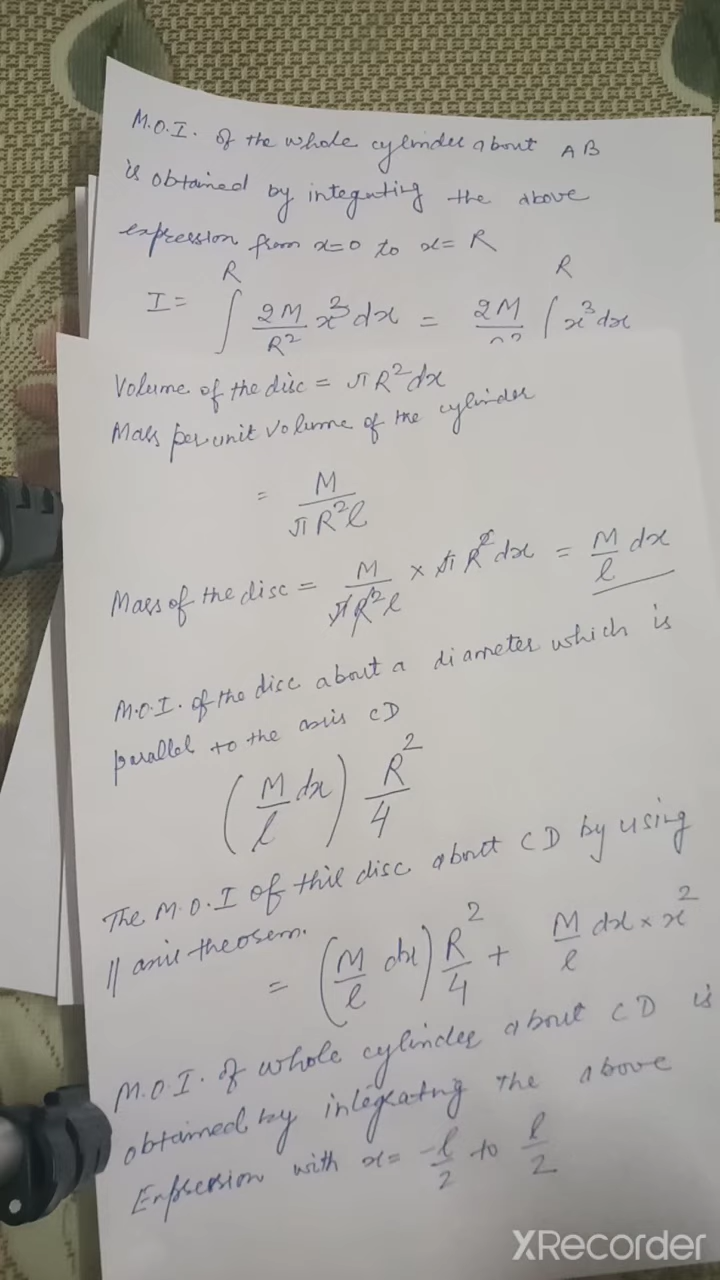 M.O.I. of the whole cylinder about AB
is obtained by integrating the above
expression from x=0 to x= R
I = ∫ᴿ 2M/R² x³ dx = 2M ∫ᴿ x³ dx
Volume of the disc = πR² dx
Mass per unit volume of the cylinder
= M/πR²l
Mass of the disc = M/πR²l × πR² dx = M/l dx
M.O.I. of the disc about a diameter which is
parallel to the axis CD
(M/l dx) R²/4
The M.O.I of this disc about CD by using
|| axis theorem.
= (M/l dx) R²/4 + M/l dx × x²
M.O.I. of whole cylinder about CD is
obtained by integrating the above
Expression with x = -l/2 to l/2
XRecorder